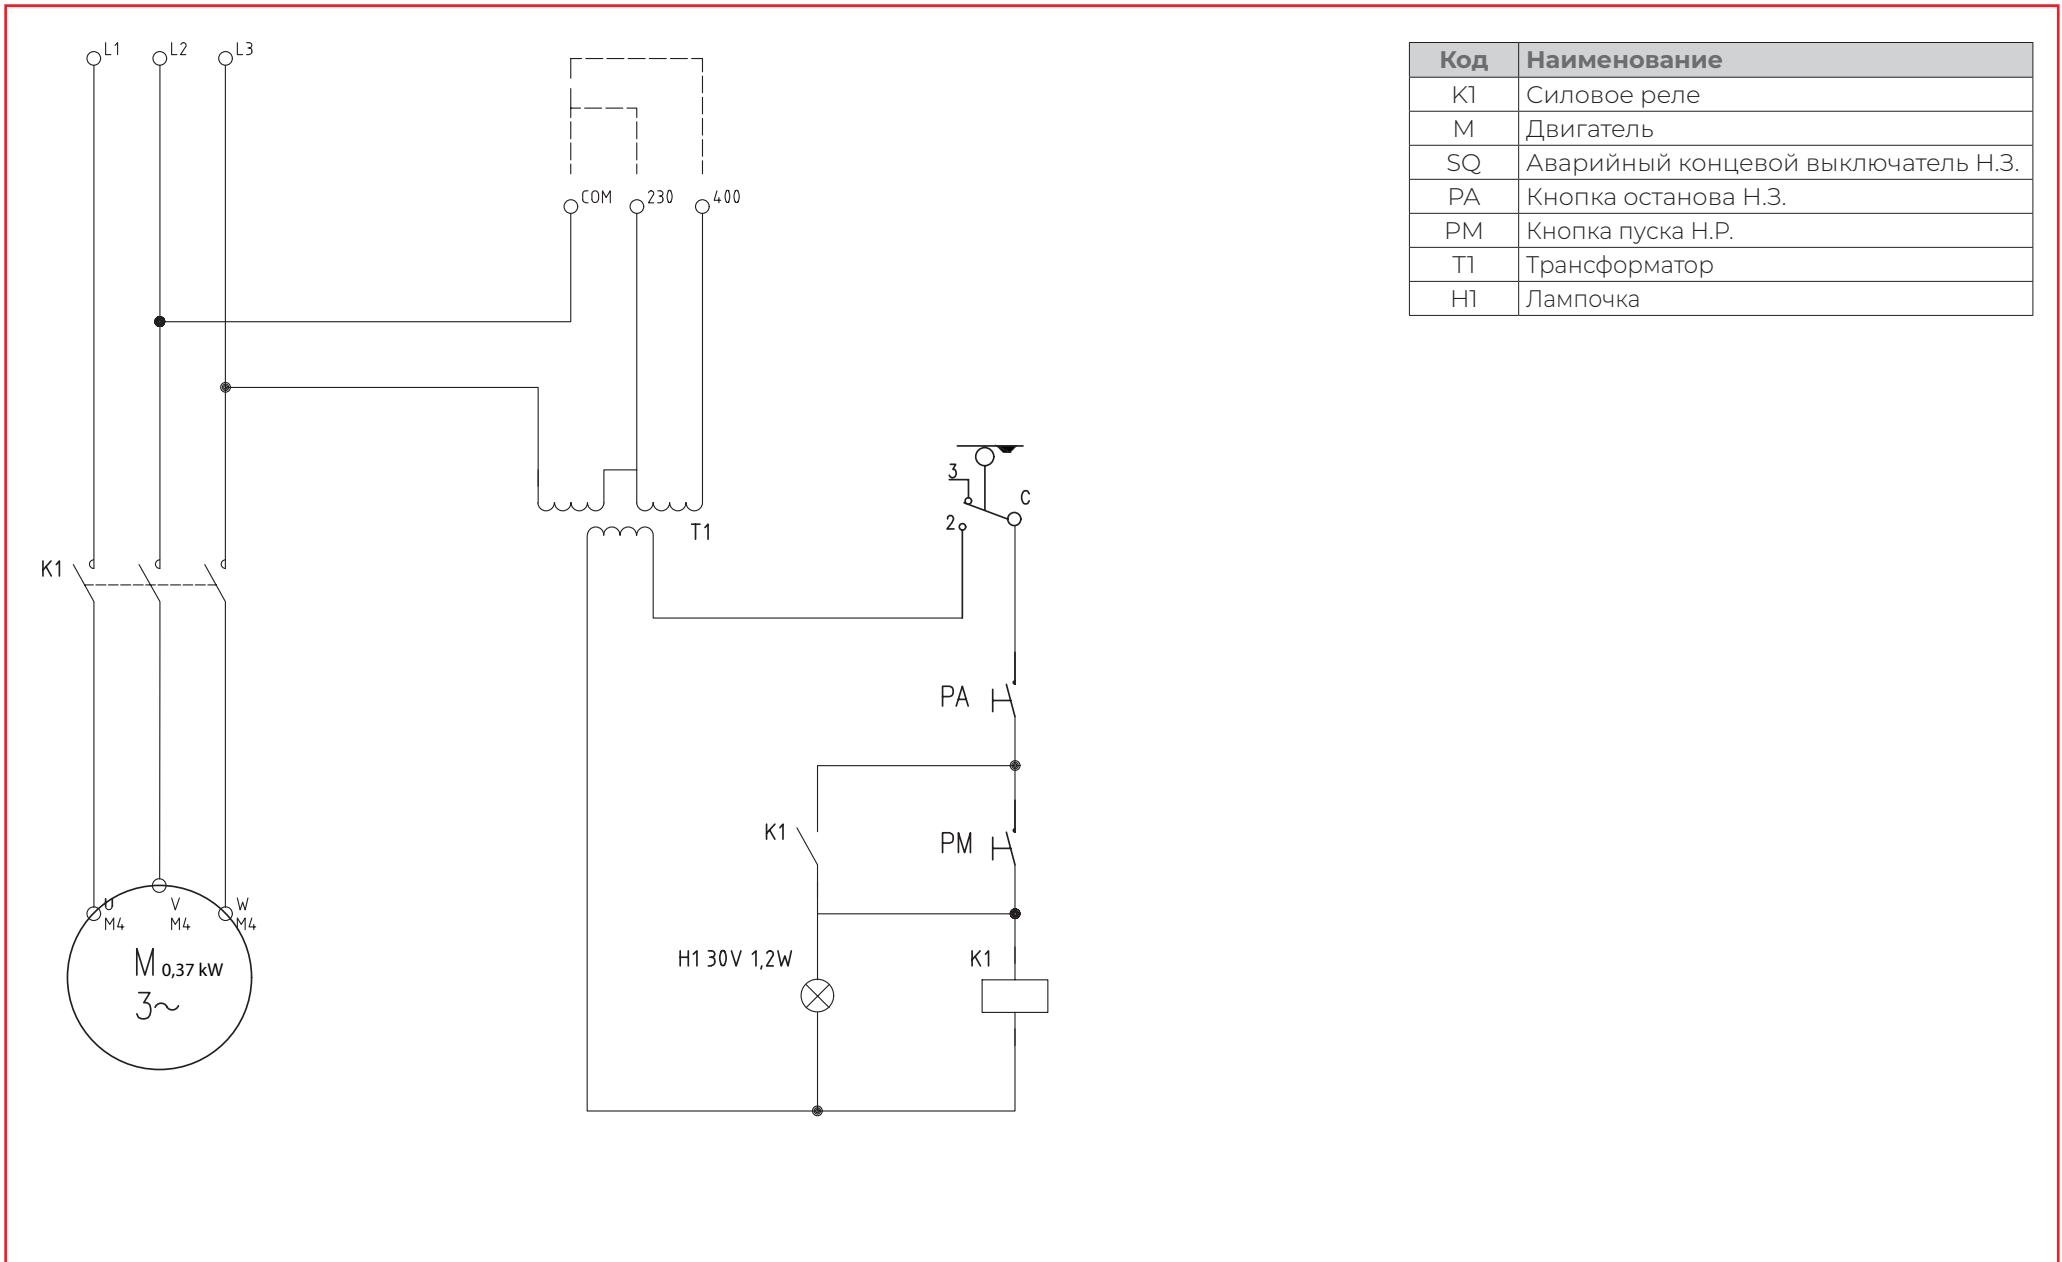 L1 L2 L3
COM 230 400
Код Наименование
K1 Силовое реле
M Двигатель
SQ Аварийный концевой выключатель Н.З.
PA Кнопка останова Н.З.
PM Кнопка пуска Н.Р.
T1 Трансформатор
H1 Лампочка
3
C
2
T1
K1
PA
K1
PM
U V W
M4 M4 M4
M 0,37 kW
3~
H1 30V 1,2W
K1